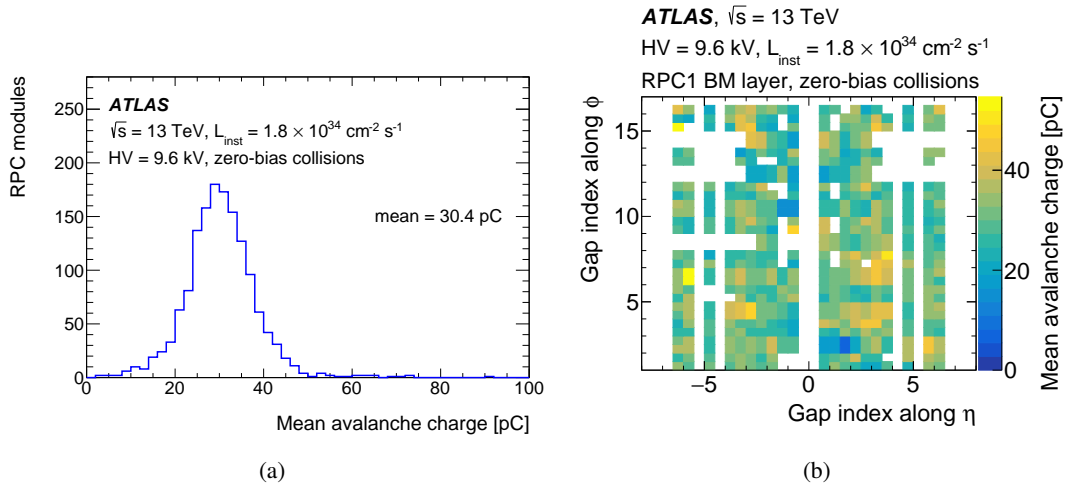 ATLAS
√s = 13 TeV, L_inst = 1.8 × 10³⁴ cm⁻² s⁻¹
HV = 9.6 kV, zero-bias collisions
mean = 30.4 pC
RPC modules
250
200
150
100
50
0
0 20 40 60 80 100
Mean avalanche charge [pC]
(a)
ATLAS, √s = 13 TeV
HV = 9.6 kV, L_inst = 1.8 × 10³⁴ cm⁻² s⁻¹
RPC1 BM layer, zero-bias collisions
Gap index along ϕ
15
10
5
−5 0 5
Gap index along η
40
20
0
Mean avalanche charge [pC]
(b)